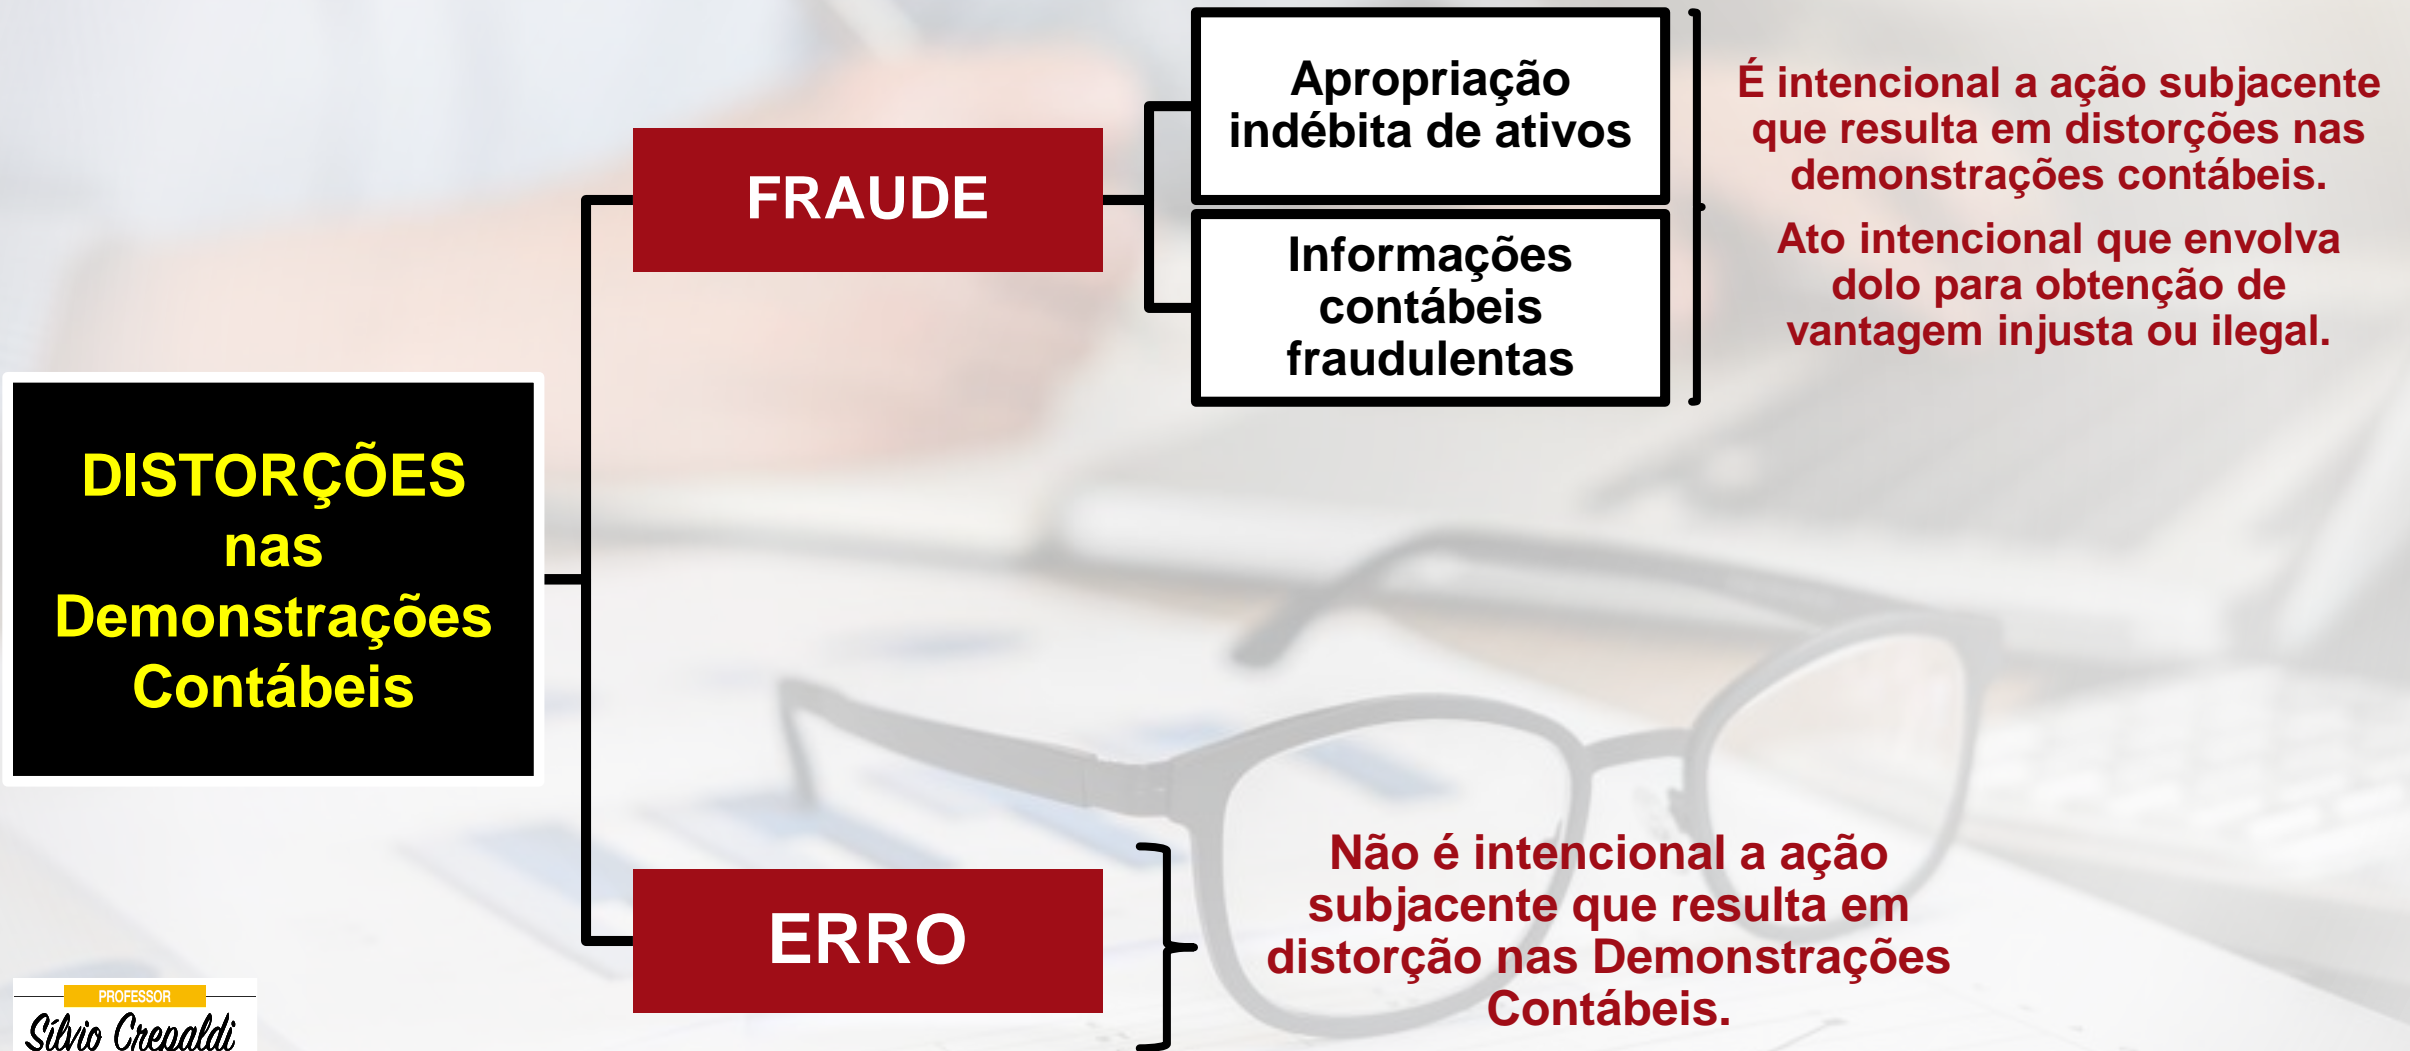 DISTORÇÕES
nas
Demonstrações
Contábeis
FRAUDE
Apropriação
indébita de ativos
Informações
contábeis
fraudulentas
É intencional a ação subjacente
que resulta em distorções nas
demonstrações contábeis.
Ato intencional que envolva
dolo para obtenção de
vantagem injusta ou ilegal.
ERRO
Não é intencional a ação
subjacente que resulta em
distorção nas Demonstrações
Contábeis.
PROFESSOR
Sílvio Crepaldi